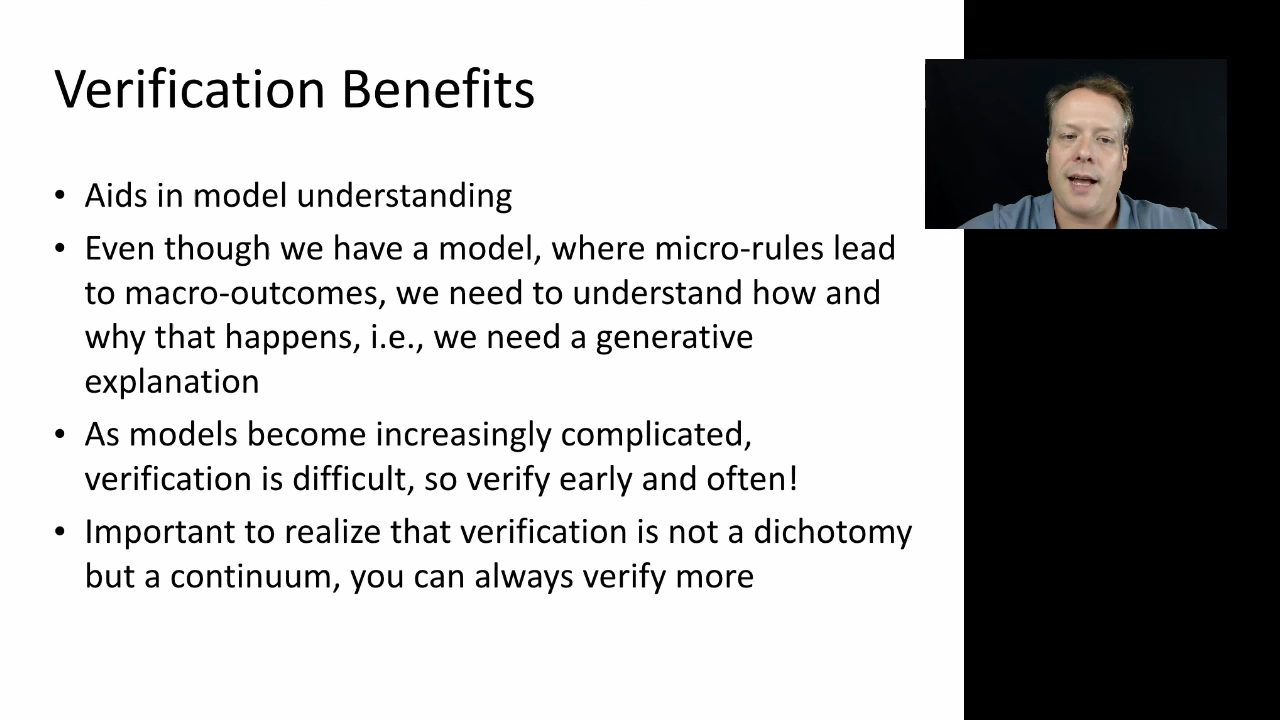 Verification Benefits
• Aids in model understanding
• Even though we have a model, where micro-rules lead
to macro-outcomes, we need to understand how and
why that happens, i.e., we need a generative
explanation
• As models become increasingly complicated,
verification is difficult, so verify early and often!
• Important to realize that verification is not a dichotomy
but a continuum, you can always verify more